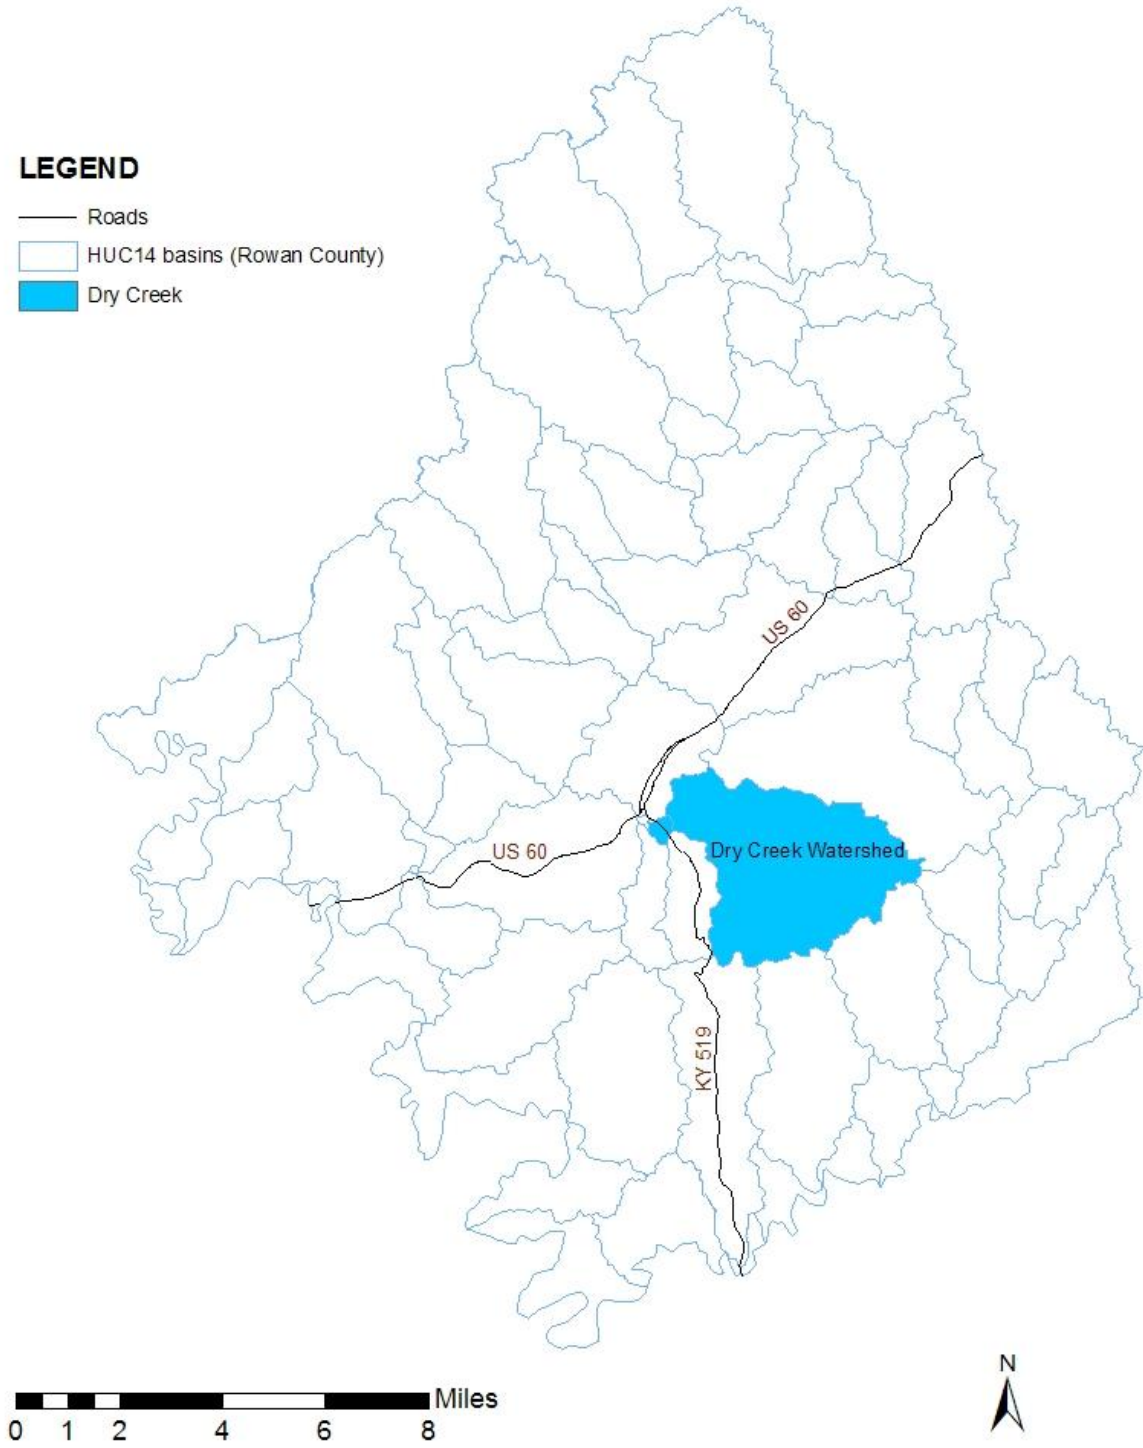 LEGEND
Roads
HUC14 basins (Rowan County)
Dry Creek
US 60
US 60
Dry Creek Watershed
KY 519
N
Miles
0 1 2 4 6 8